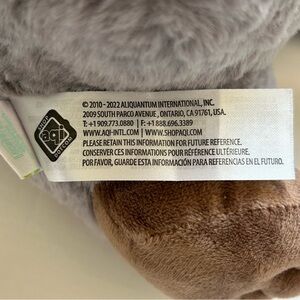 © 2010 - 2022 ALIQUANTUM INTERNATIONAL, INC.
2009 SOUTH PARCO AVENUE, ONTARIO, CA 91761, USA.
T: +1 909.773.0880 | F: +1 888.696.3389
WWW.AQI-INTL.COM | WWW.SHOPAQI.COM
PLEASE RETAIN THIS INFORMATION FOR FUTURE REFERENCE.
CONSERVER CES INFORMATIONS POUR RÉFÉRENCE ULTÉRIEURE.
POR FAVOR, GUARDE ESTA INFORMACIÓN PARA REFERENCIAS EN EL FUTURO.
aqi